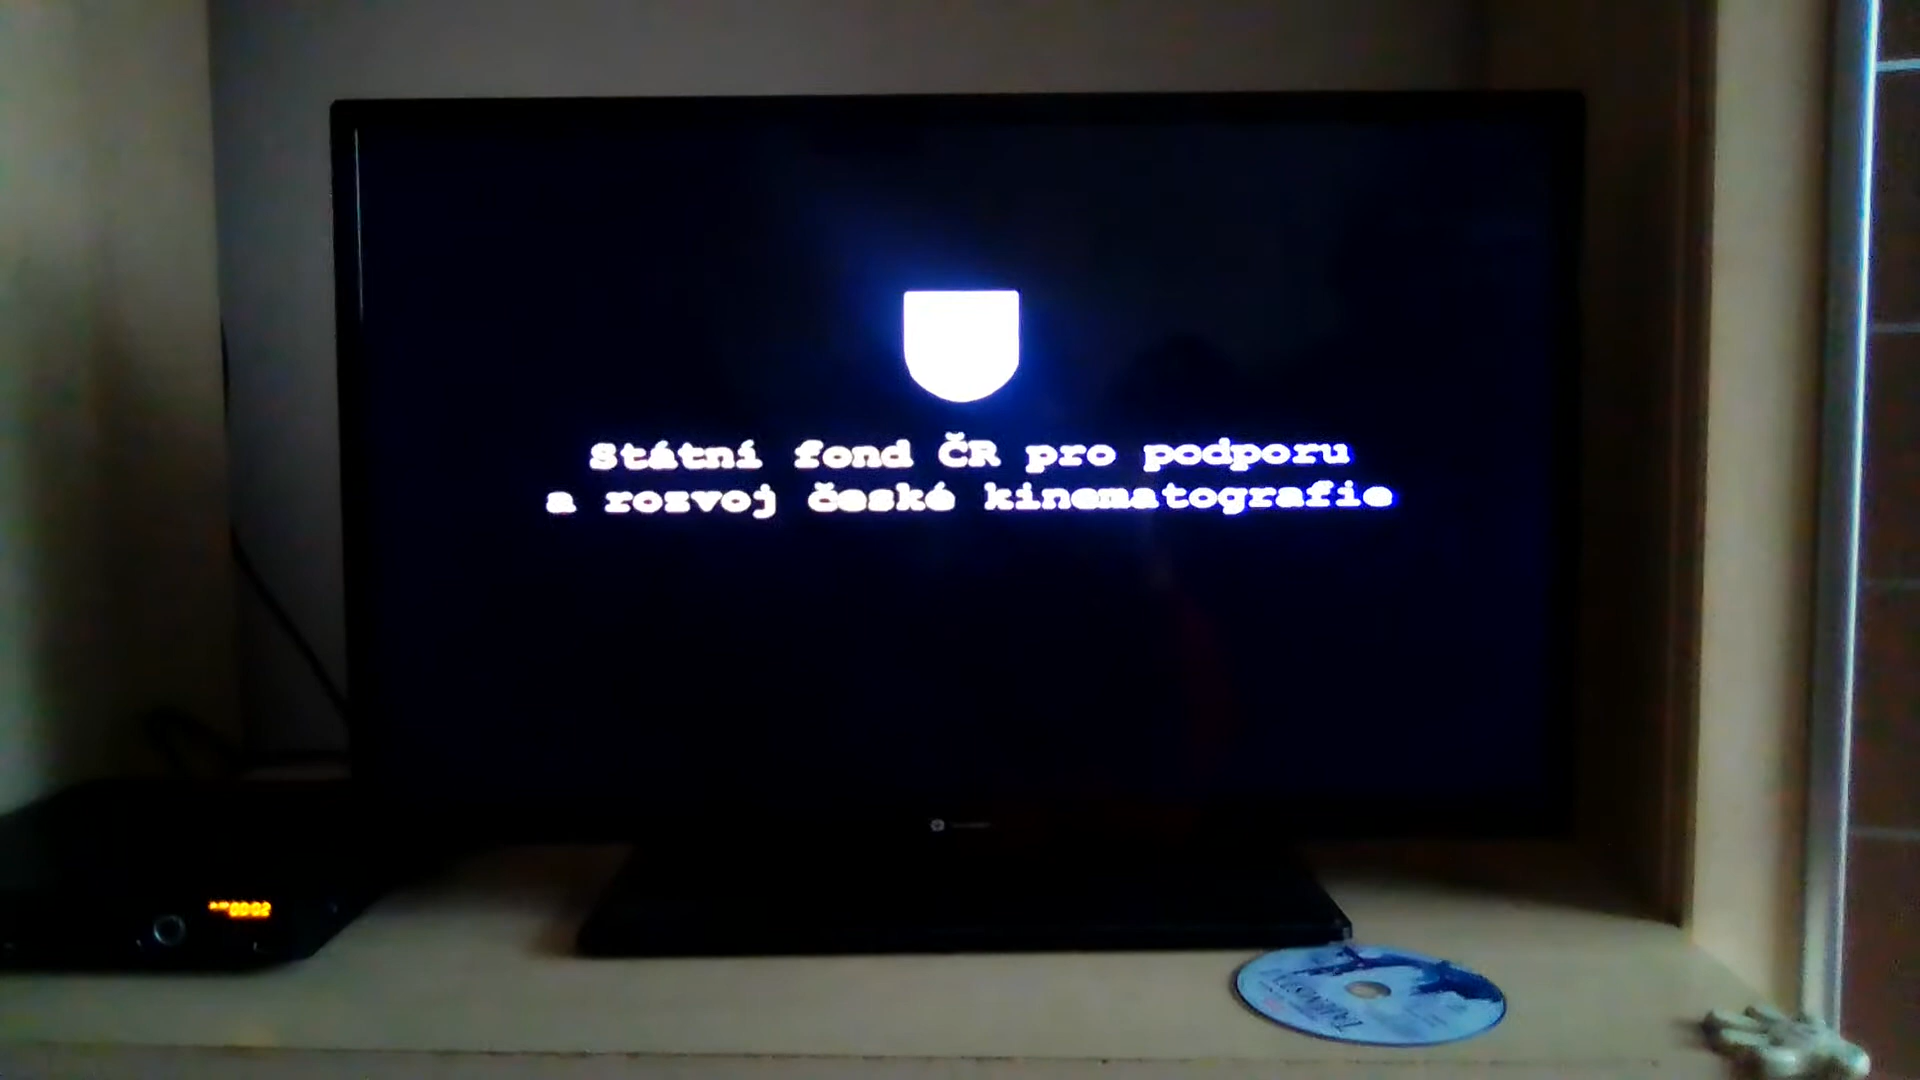 Státní fond ČR pro podporu
a rozvoj české kinematografie